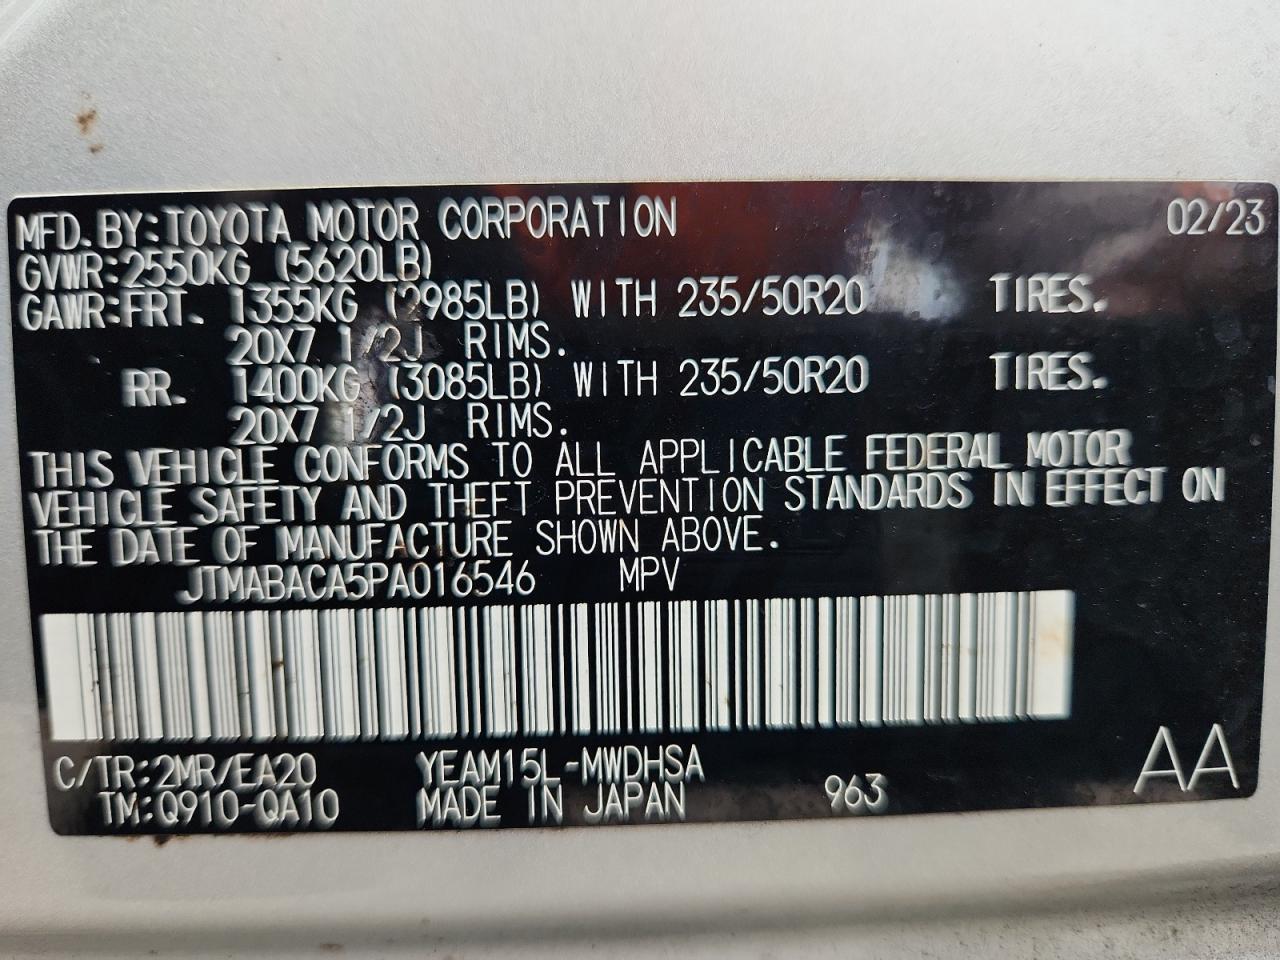 MFD. BY: TOYOTA MOTOR CORPORATION 02/23
GVWR: 2550KG (5620LB)
GAWR: FRT. 1355KG (2985LB) WITH 235/50R20 TIRES.
20X7 1/2J RIMS.
RR. 1400KG (3085LB) WITH 235/50R20 TIRES.
20X7 1/2J RIMS.
THIS VEHICLE CONFORMS TO ALL APPLICABLE FEDERAL MOTOR
VEHICLE SAFETY AND THEFT PREVENTION STANDARDS IN EFFECT ON
THE DATE OF MANUFACTURE SHOWN ABOVE.
JTMABACA5PA016546 MPV
C/TR: 2MR/EA20 YEAM15L-MWDHSA
TM: Q910-QA10 MADE IN JAPAN 963 AA